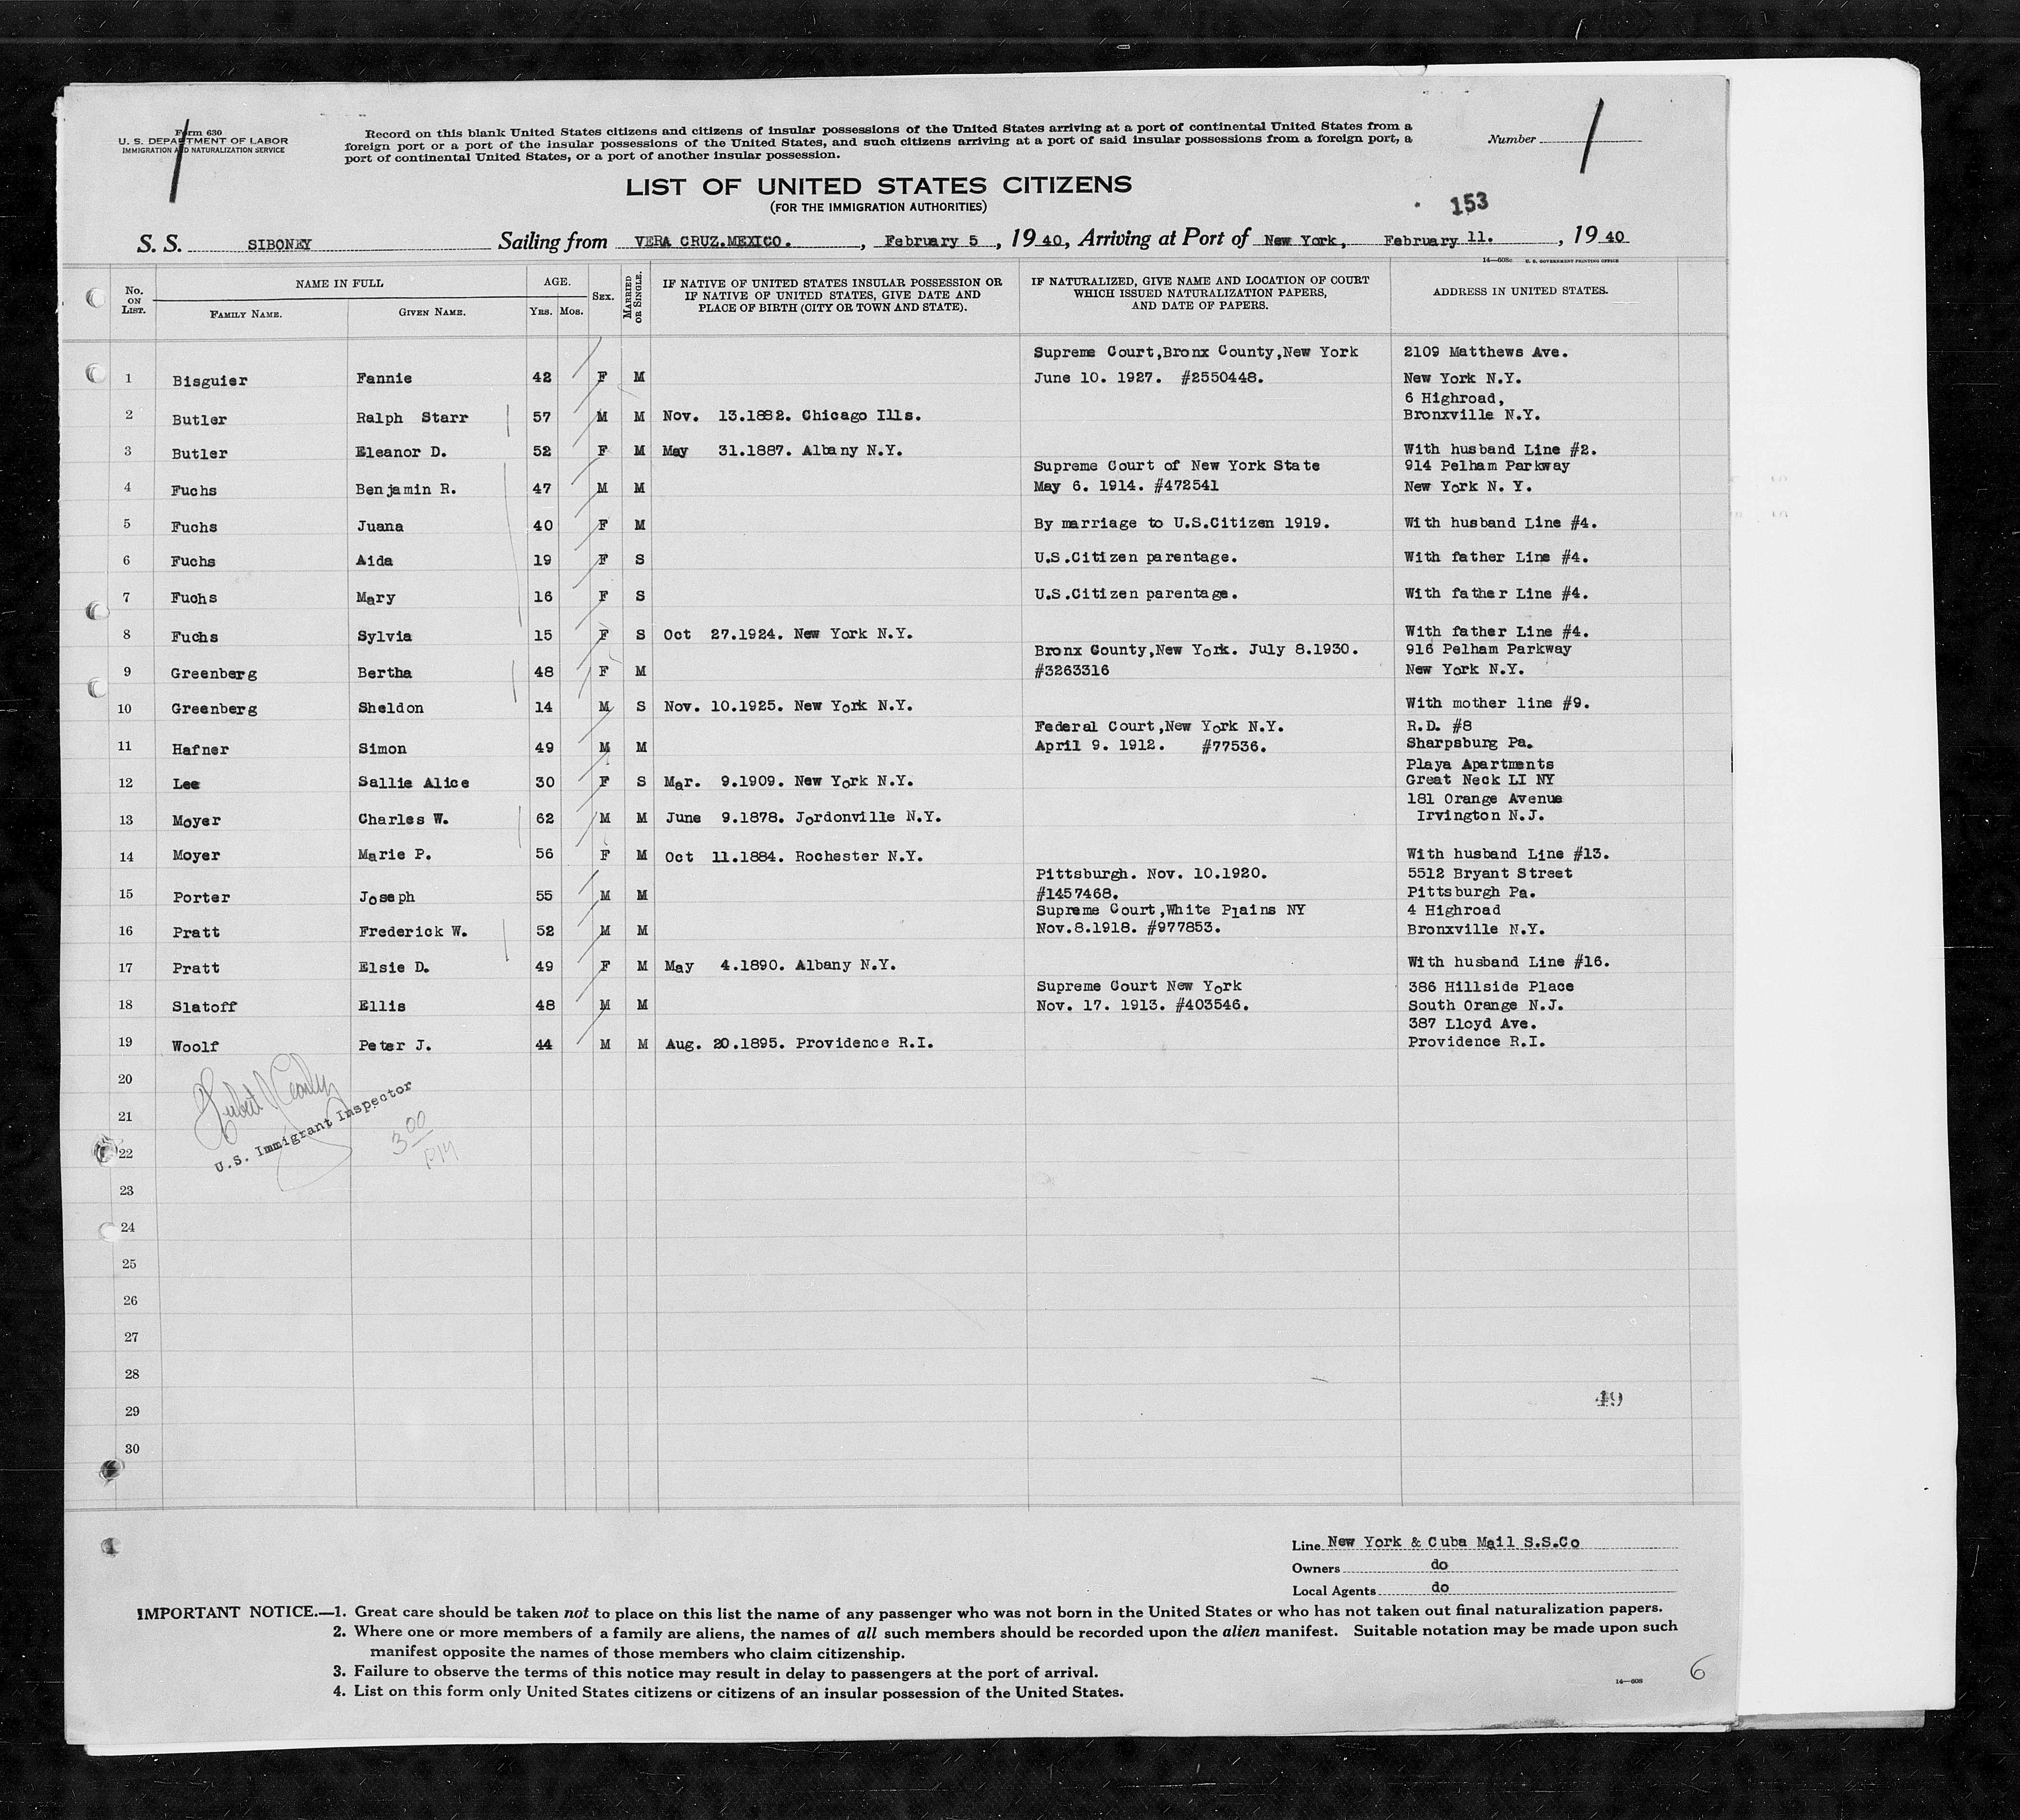 Form 630
U. S. DEPARTMENT OF LABOR
IMMIGRATION AND NATURALIZATION SERVICE
Record on this blank United States citizens and citizens of insular possessions of the United States arriving at a port of continental United States from a
foreign port or a port of the insular possessions of the United States, and such citizens arriving at a port of said insular possessions from a foreign port, a
port of continental United States, or a port of another insular possession.
Number
LIST OF UNITED STATES CITIZENS
(FOR THE IMMIGRATION AUTHORITIES)
153
S. S. SIBONEY Sailing from VERA CRUZ.MEXICO. , February 5 , 19 40, Arriving at Port of New York, February 11. , 19 40
14—608c U. S. GOVERNMENT PRINTING OFFICE
No. ON LIST. NAME IN FULL FAMILY NAME. GIVEN NAME. AGE. YRS. MOS. SEX. MARRIED OR SINGLE. IF NATIVE OF UNITED STATES INSULAR POSSESSION OR IF NATIVE OF UNITED STATES, GIVE DATE AND PLACE OF BIRTH (CITY OR TOWN AND STATE). IF NATURALIZED, GIVE NAME AND LOCATION OF COURT WHICH ISSUED NATURALIZATION PAPERS, AND DATE OF PAPERS. ADDRESS IN UNITED STATES.
Supreme Court,Bronx County,New York 2109 Matthews Ave.
1 Bisguier Fannie 42 F M June 10. 1927. #2550448. New York N.Y.
6 Highroad,
2 Butler Ralph Starr 57 M M Nov. 13.1882. Chicago Ills. Bronxville N.Y.
3 Butler Eleanor D. 52 F M May 31.1887. Albany N.Y. With husband Line #2.
Supreme Court of New York State 914 Pelham Parkway
4 Fuchs Benjamin R. 47 M M May 6. 1914. #472541 New York N. Y.
5 Fuchs Juana 40 F M By marriage to U.S.Citizen 1919. With husband Line #4.
6 Fuchs Aida 19 F S U.S.Citizen parentage. With father Line #4.
7 Fuchs Mary 16 F S U.S.Citizen parentage. With father Line #4.
8 Fuchs Sylvia 15 F S Oct 27.1924. New York N.Y. With father Line #4.
Bronx County,New York. July 8.1930. 916 Pelham Parkway
9 Greenberg Bertha 48 F M #3263316 New York N.Y.
10 Greenberg Sheldon 14 M S Nov. 10.1925. New York N.Y. With mother line #9.
Federal Court,New York N.Y. R.D. #8
11 Hafner Simon 49 M M April 9. 1912. #77536. Sharpsburg Pa.
Playa Apartments
12 Lee Sallie Alice 30 F S Mar. 9.1909. New York N.Y. Great Neck LI NY
181 Orange Avenue
13 Moyer Charles W. 62 M M June 9.1878. Jordonville N.Y. Irvington N.J.
14 Moyer Marie P. 56 F M Oct 11.1884. Rochester N.Y. With husband Line #13.
Pittsburgh. Nov. 10.1920. 5512 Bryant Street
15 Porter Joseph 55 M M #1457468. Pittsburgh Pa.
Supreme Court,White Plains NY 4 Highroad
16 Pratt Frederick W. 52 M M Nov.8.1918. #977853. Bronxville N.Y.
17 Pratt Elsie D. 49 F M May 4.1890. Albany N.Y. With husband Line #16.
Supreme Court New York 386 Hillside Place
18 Slatoff Ellis 48 M M Nov. 17. 1913. #403546. South Orange N.J.
387 Lloyd Ave.
19 Woolf Peter J. 44 M M Aug. 20.1895. Providence R.I. Providence R.I.
20
21
U.S. Immigrant Inspector
3 00 PM
22
23
24
25
26
27
28
49
29
30
Line New York & Cuba Mail S.S.Co
Owners do
Local Agents do
IMPORTANT NOTICE.—1. Great care should be taken not to place on this list the name of any passenger who was not born in the United States or who has not taken out final naturalization papers.
2. Where one or more members of a family are aliens, the names of all such members should be recorded upon the alien manifest. Suitable notation may be made upon such
manifest opposite the names of those members who claim citizenship.
3. Failure to observe the terms of this notice may result in delay to passengers at the port of arrival.
4. List on this form only United States citizens or citizens of an insular possession of the United States.
14—608
6